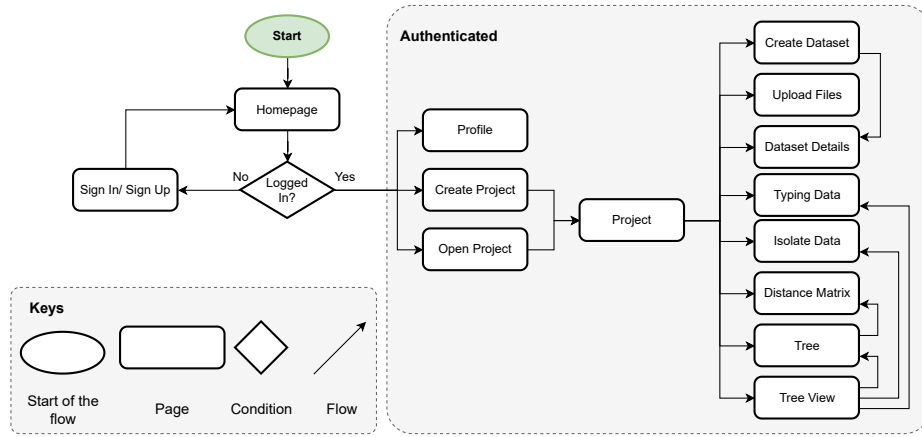 Start
Authenticated
Create Dataset
Homepage
Upload Files
Profile
Dataset Details
No
Logged
In?
Yes
Sign In/ Sign Up
Create Project
Typing Data
Project
Open Project
Isolate Data
Distance Matrix
Tree
Tree View
Keys
Start of the
flow
Page
Condition
Flow